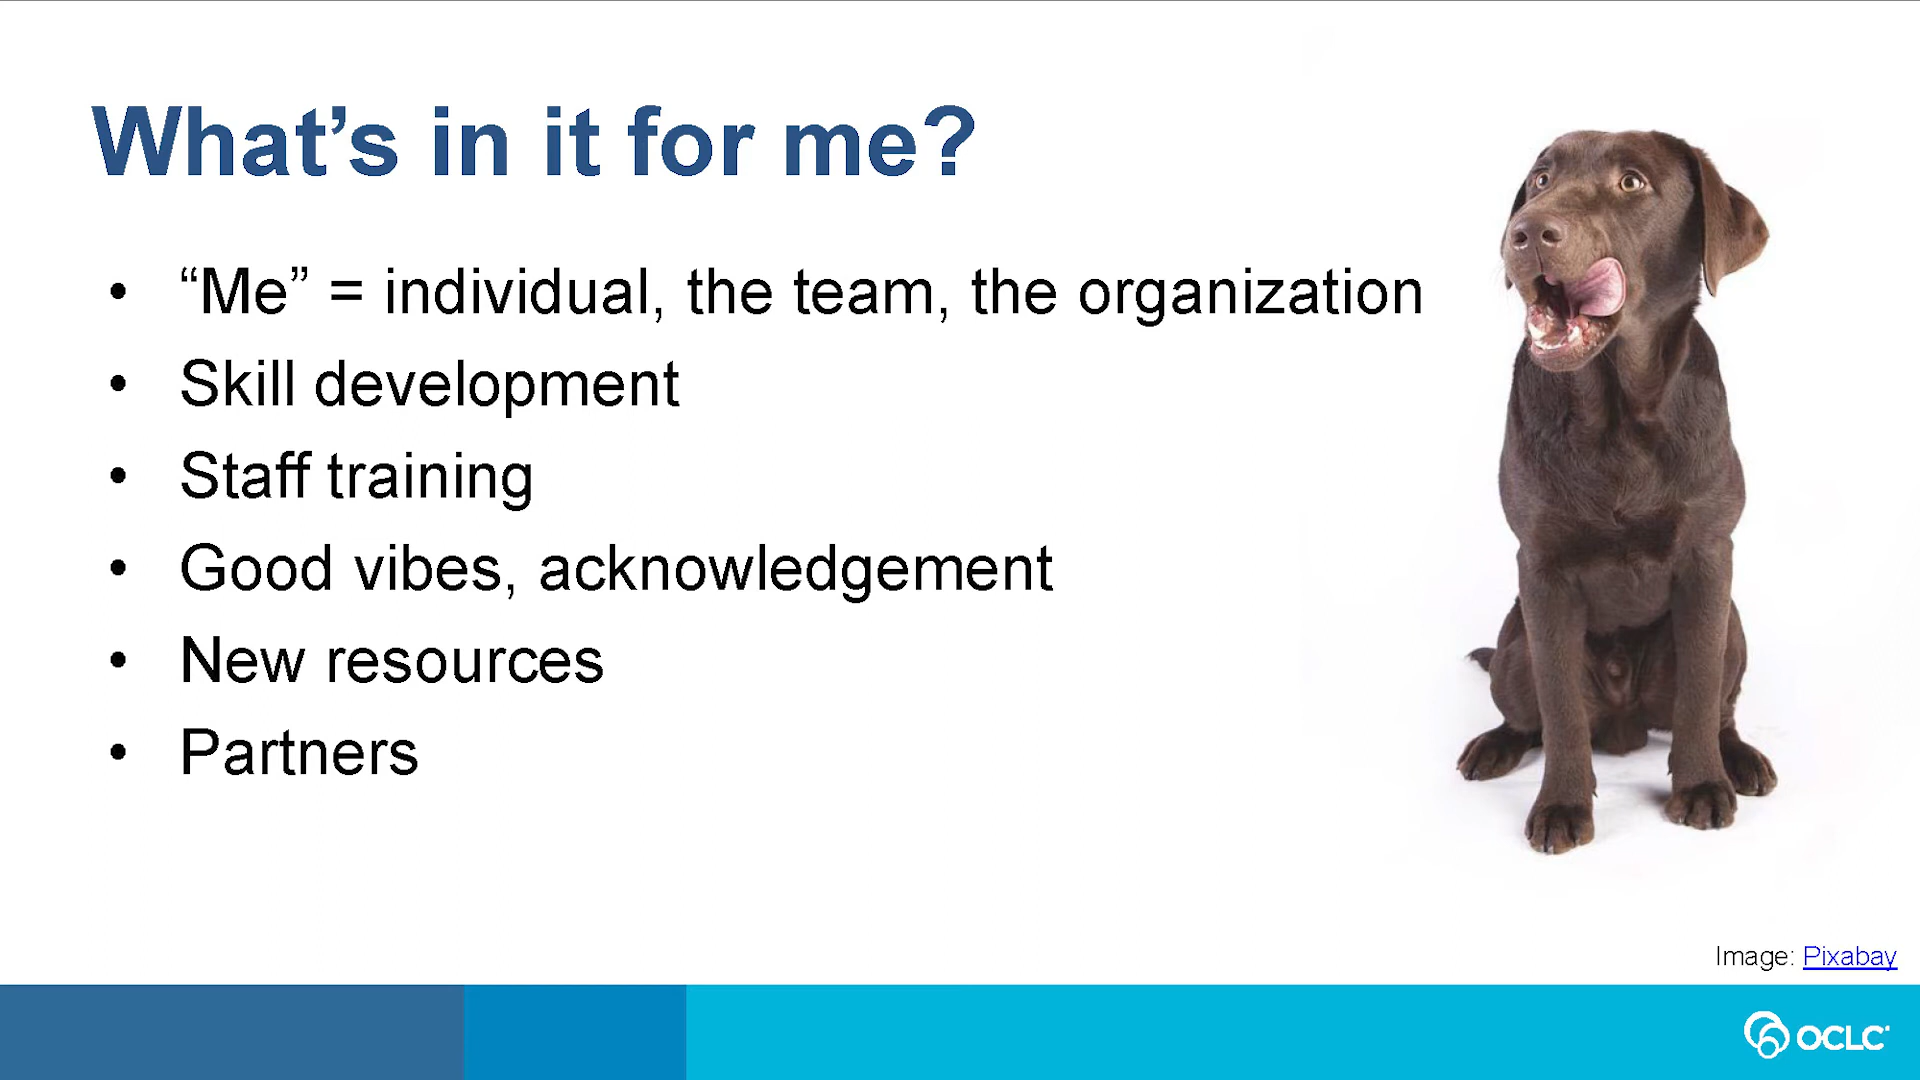 What’s in it for me?
• “Me” = individual, the team, the organization
• Skill development
• Staff training
• Good vibes, acknowledgement
• New resources
• Partners
Image: Pixabay
OCLC